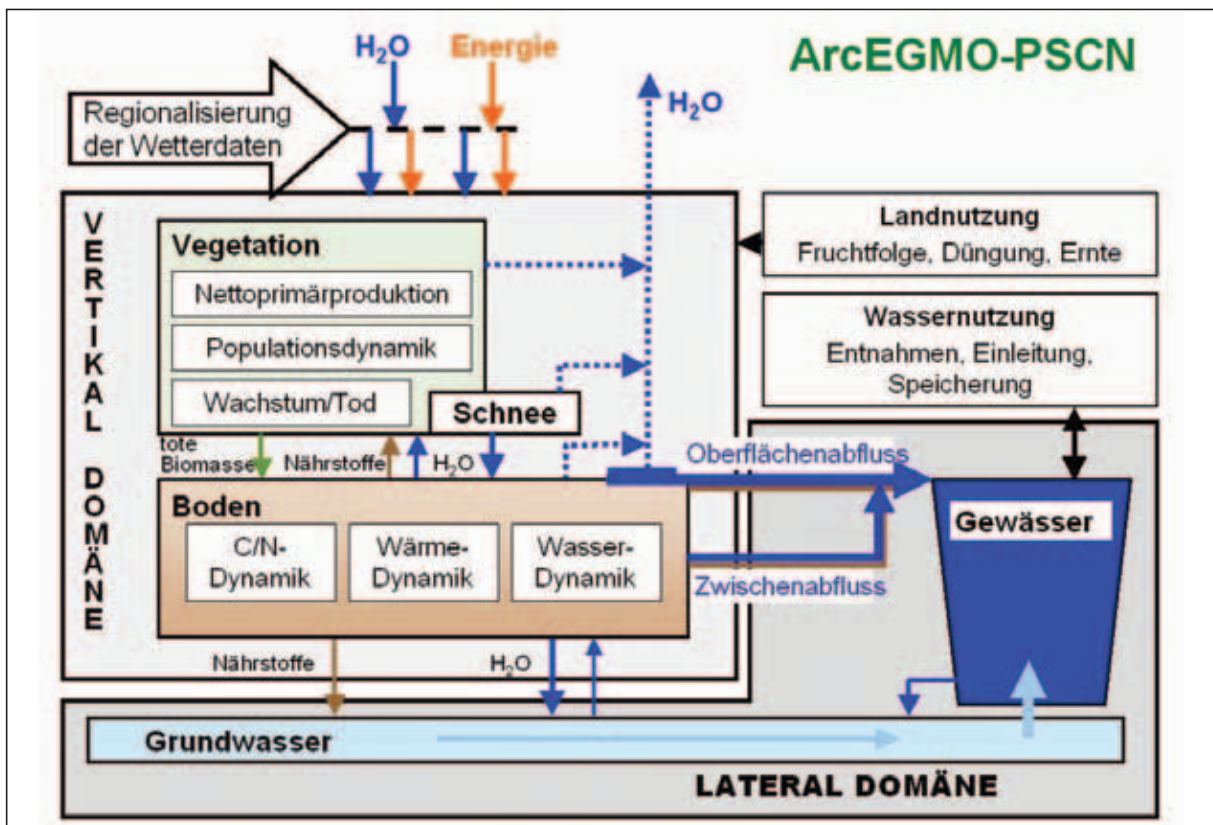 H₂O
Energie
ArcEGMO-PSCN
H₂O
Regionalisierung
der Wetterdaten
VERTIKAL DOMÄNE
Vegetation
Nettoprimärproduktion
Populationsdynamik
Wachstum/Tod
Schnee
Landnutzung
Fruchtfolge, Düngung, Ernte
Wassernutzung
Entnahmen, Einleitung,
Speicherung
tote
Biomasse
Nährstoffe
H₂O
Oberflächenabfluss
Boden
C/N-
Dynamik
Wärme-
Dynamik
Wasser-
Dynamik
Zwischenabfluss
Gewässer
Nährstoffe
H₂O
Grundwasser
LATERAL DOMÄNE